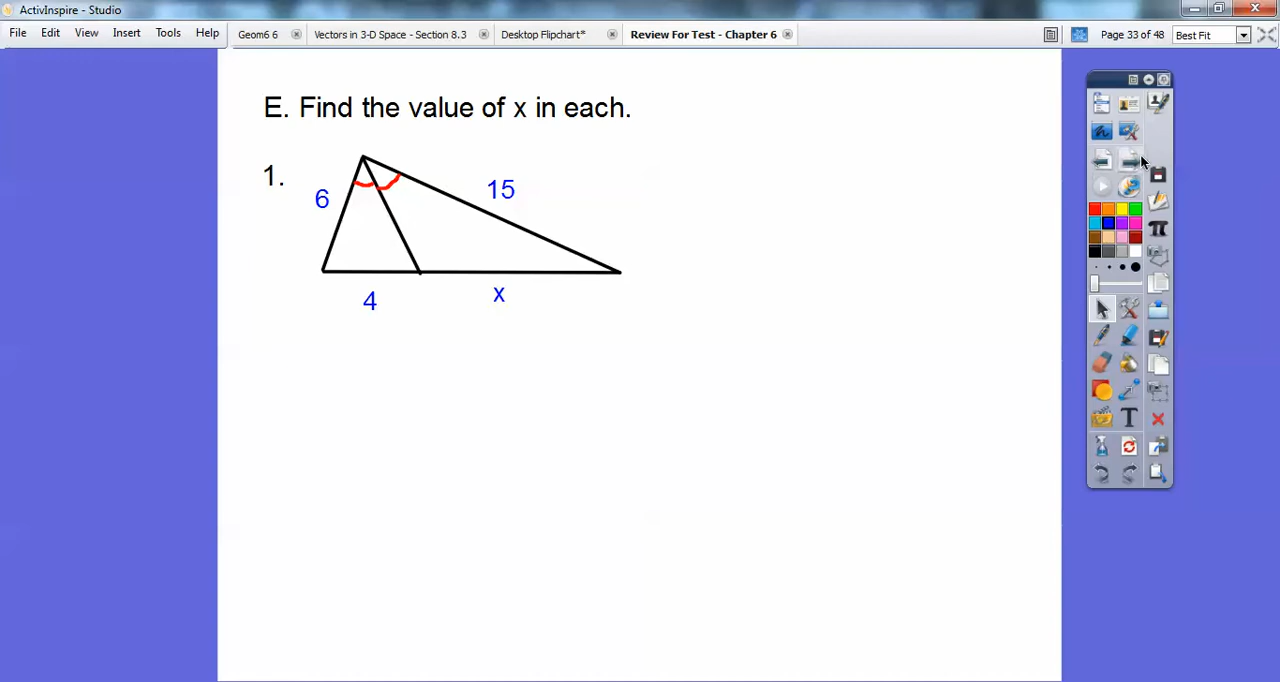 ActivInspire - Studio
File Edit View Insert Tools Help
Geom6 6 Vectors in 3-D Space - Section 8.3 Desktop Flipchart* Review For Test - Chapter 6 Page 33 of 48 Best Fit
E. Find the value of x in each.
1.
6 15
4 x